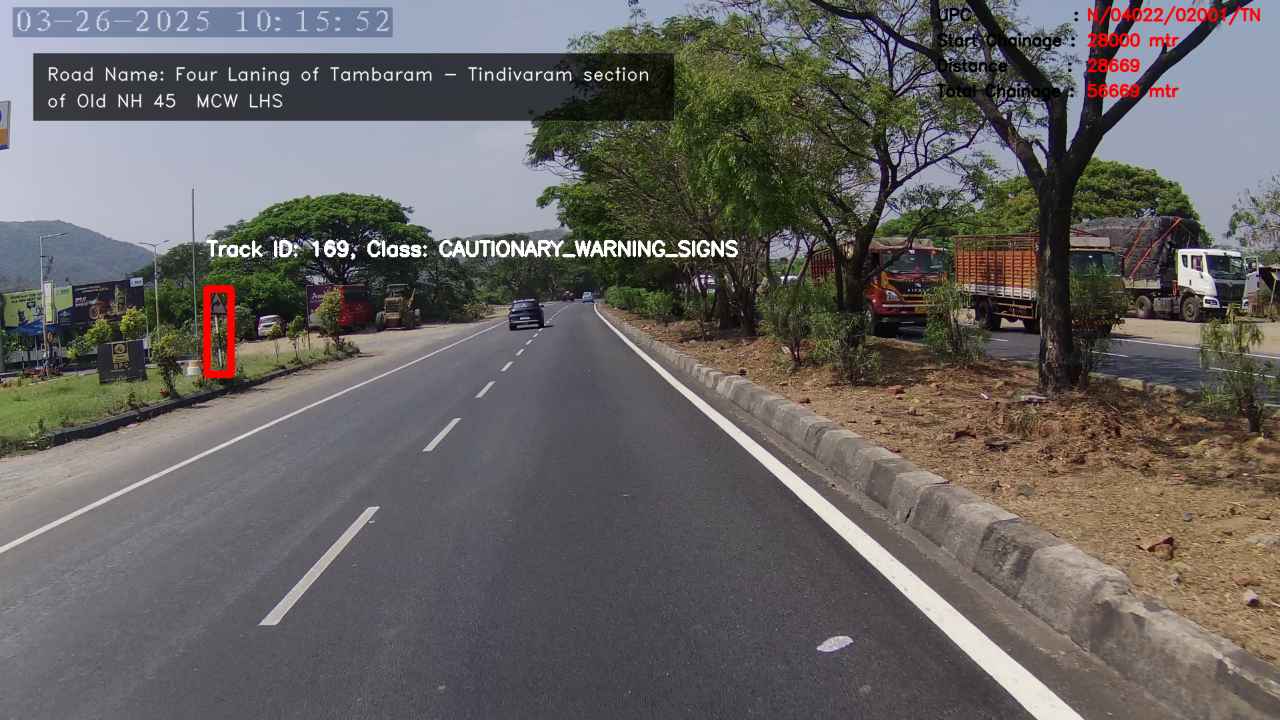 03-26-2025 10:15:52
UPC : N/04022/02001/TN
Start Chainage : 28000 mtr
Distance : 28669
Total Chainage : 56669 mtr
Road Name: Four Laning of Tambaram - Tindivaram section
of Old NH 45 MCW LHS
Track ID: 169, Class: CAUTIONARY_WARNING_SIGNS